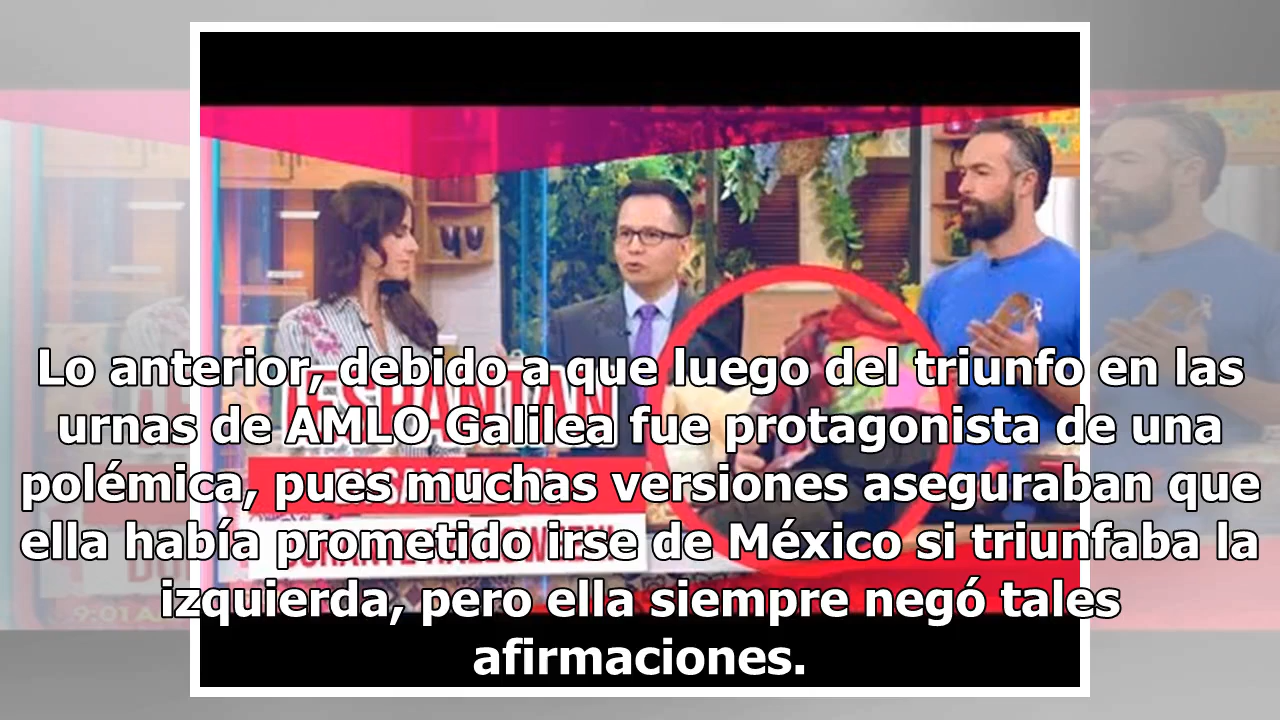 Lo anterior, debido a que luego del triunfo en las
urnas de AMLO Galilea fue protagonista de una
polémica, pues muchas versiones aseguraban que
ella había prometido irse de México si triunfaba la
izquierda, pero ella siempre negó tales
afirmaciones.
9:01 A